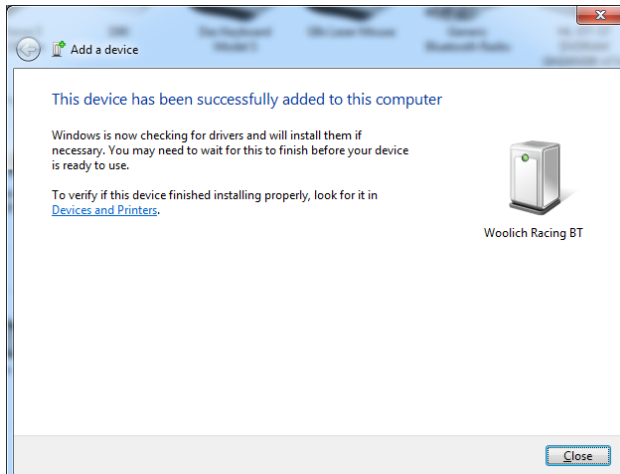 Add a device
This device has been successfully added to this computer
Windows is now checking for drivers and will install them if
necessary. You may need to wait for this to finish before your device
is ready to use.
To verify if this device finished installing properly, look for it in
Devices and Printers.
Woolich Racing BT
Close